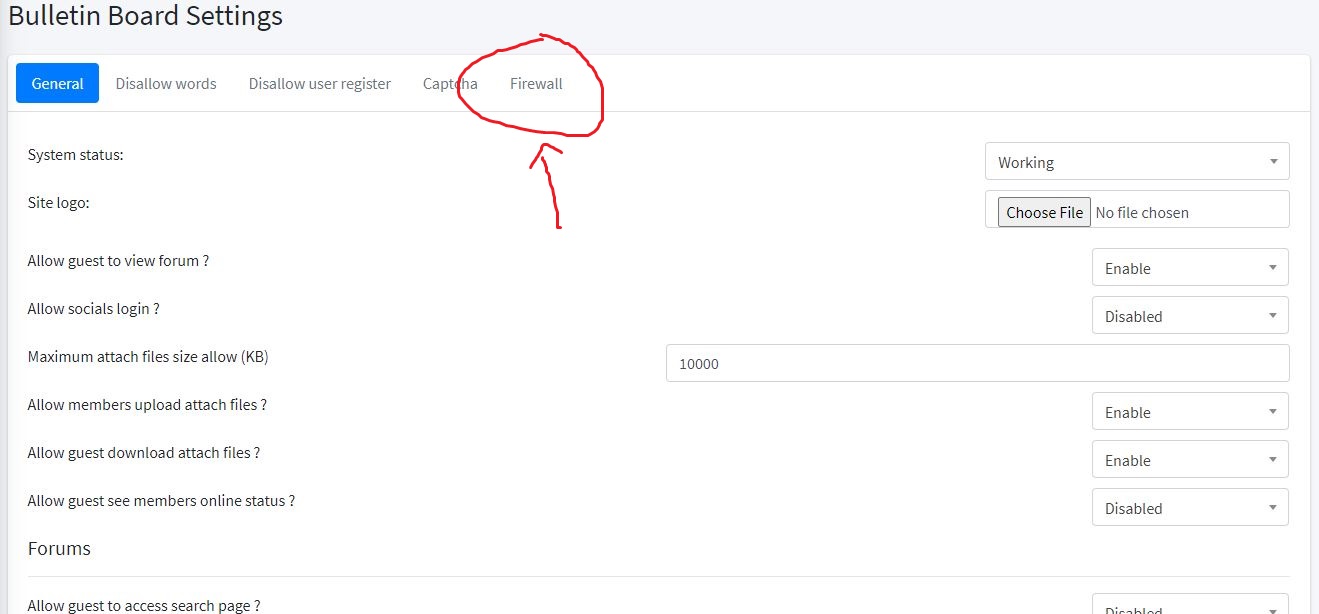 Bulletin Board Settings
General Disallow words Disallow user register Captcha Firewall
System status: Working
Site logo: Choose File No file chosen
Allow guest to view forum ? Enable
Allow socials login ? Disabled
Maximum attach files size allow (KB) 10000
Allow members upload attach files ? Enable
Allow guest download attach files ? Enable
Allow guest see members online status ? Disabled
Forums
Allow guest to access search page ? Disabled